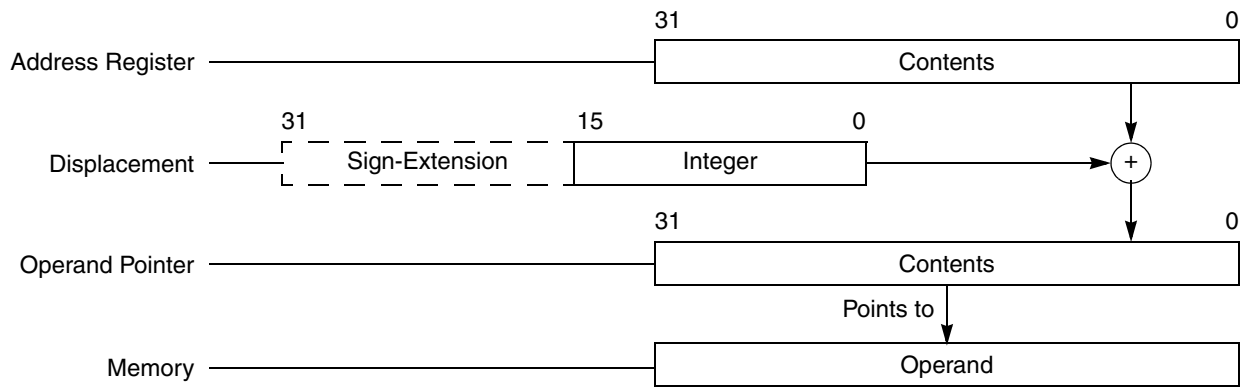 31 0
Address Register Contents
31 15 0
Displacement Sign-Extension Integer +
31 0
Operand Pointer Contents
Points to
Memory Operand